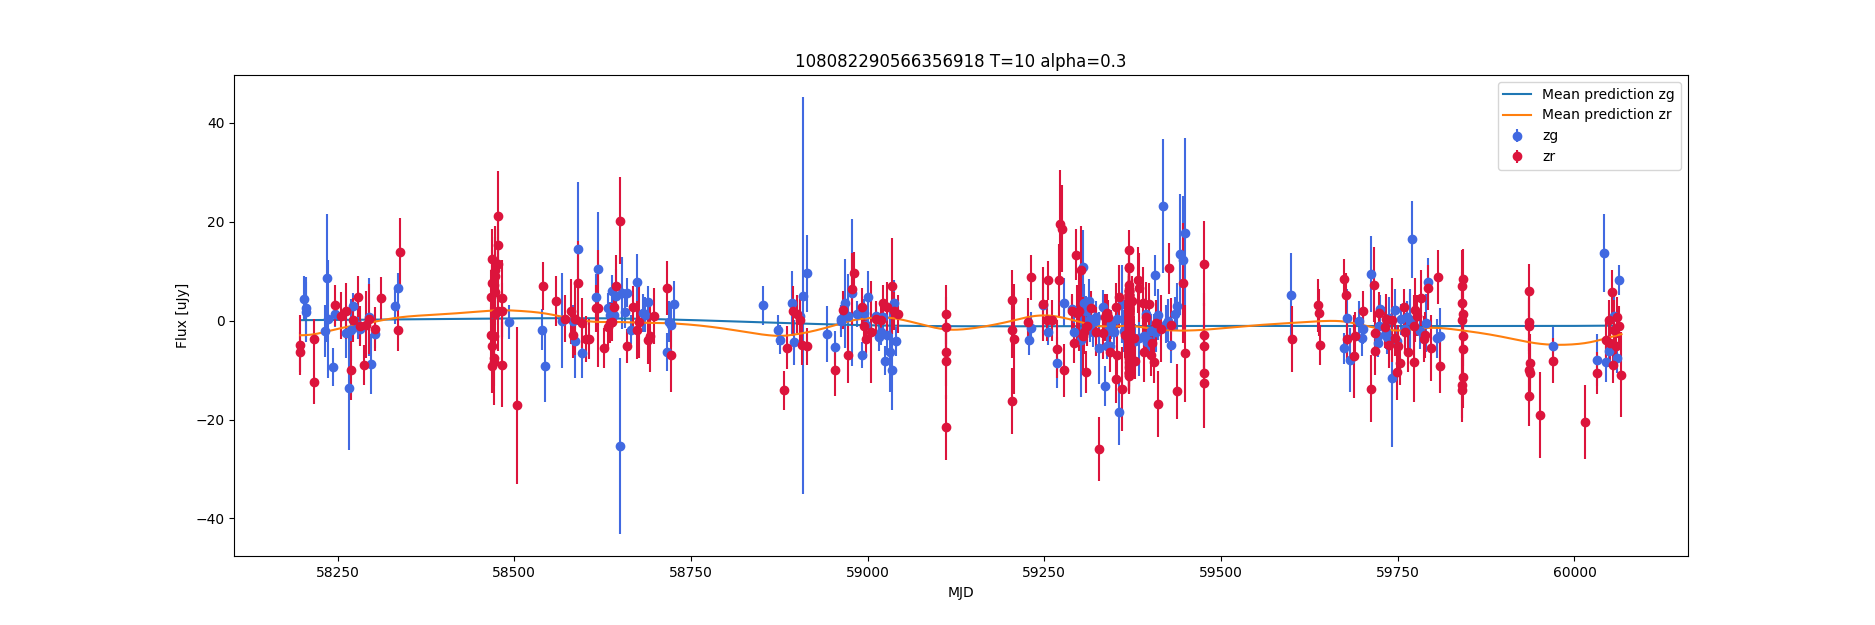 108082290566356918 T=10 alpha=0.3
Mean prediction zg
Mean prediction zr
zg
zr
Flux [uJy]
40
20
0
−20
−40
58250 58500 58750 59000 59250 59500 59750 60000
MJD